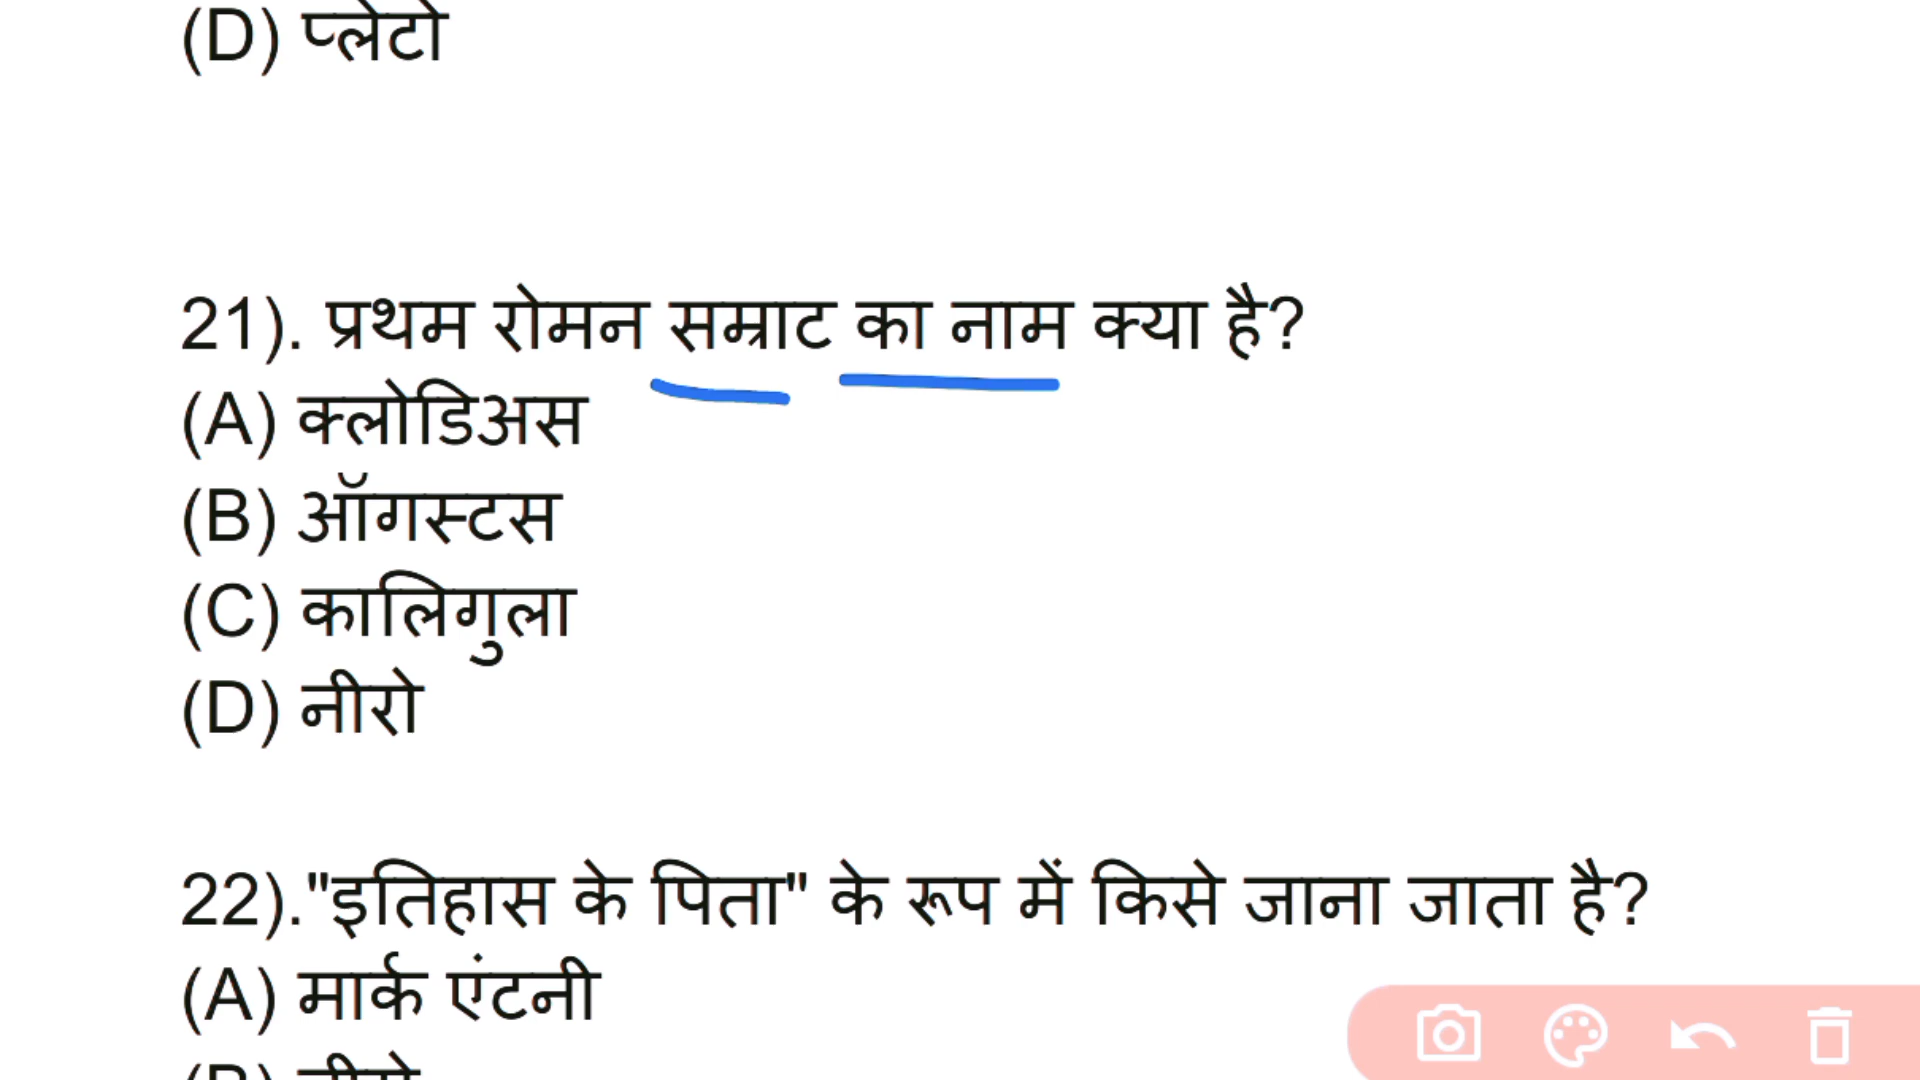 (D) प्लेटो
21). प्रथम रोमन सम्राट का नाम क्या है?
(A) क्लोडिअस
(B) ऑगस्टस
(C) कालिगुला
(D) नीरो
22)."इतिहास के पिता" के रूप में किसे जाना जाता है?
(A) मार्क एंटनी